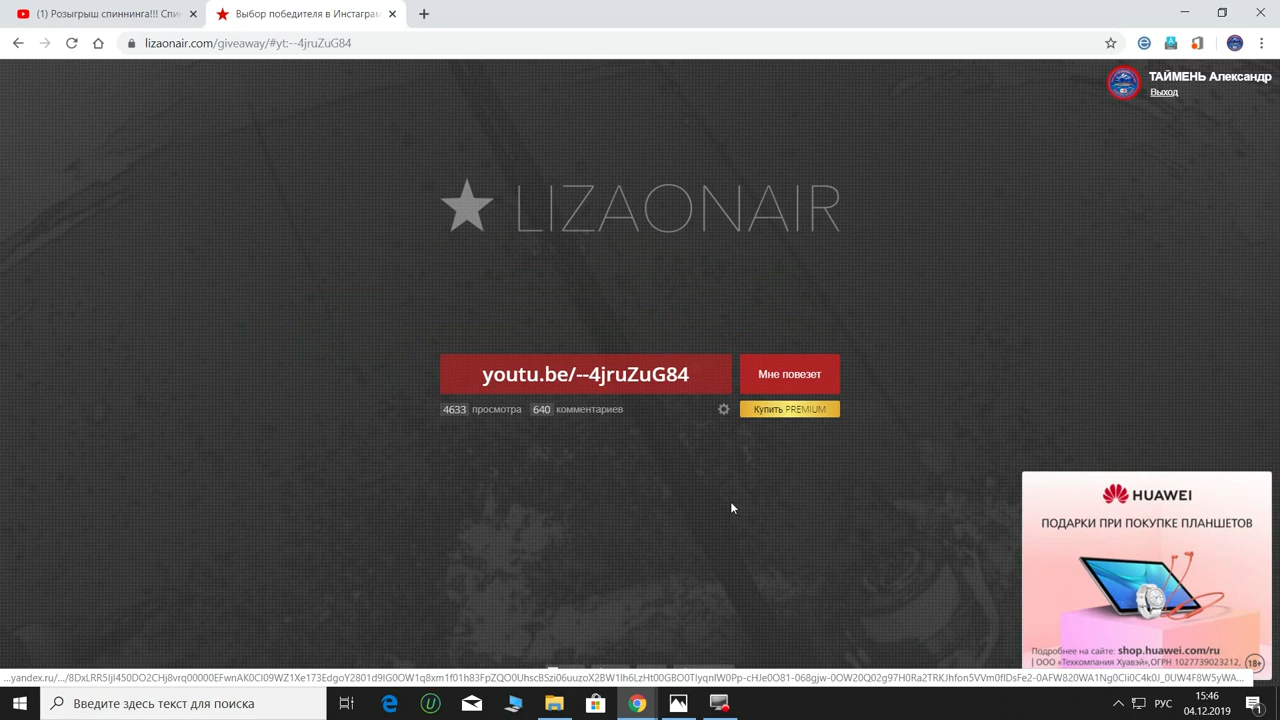 (1) Розыгрыш спиннинга!!! Спи
Выбор победителя в Инстагра
lizaonair.com/giveaway/#yt:--4jruZuG84
ТАЙМЕНЬ Александр
Выход
LIZAONAIR
youtu.be/--4jruZuG84
Мне повезет
4633 просмотра 640 комментариев
Купить PREMIUM
HUAWEI
ПОДАРКИ ПРИ ПОКУПКЕ ПЛАНШЕТОВ
Подробнее на сайте: shop.huawei.com/ru
| ООО «Техкомпания Хуавэй»,ОГРН 1027739023212,
18+
Введите здесь текст для поиска
РУС
15:46
04.12.2019
1